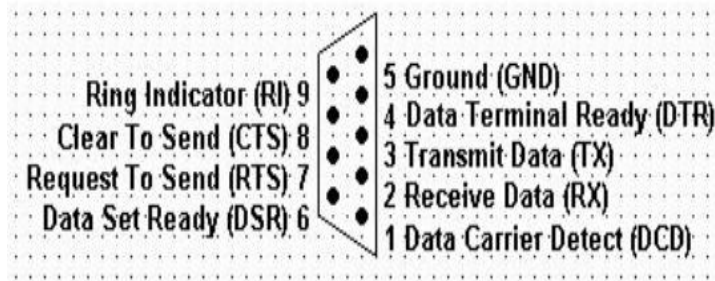 Ring Indicator (RI) 9
Clear To Send (CTS) 8
Request To Send (RTS) 7
Data Set Ready (DSR) 6
5 Ground (GND)
4 Data Terminal Ready (DTR)
3 Transmit Data (TX)
2 Receive Data (RX)
1 Data Carrier Detect (DCD)